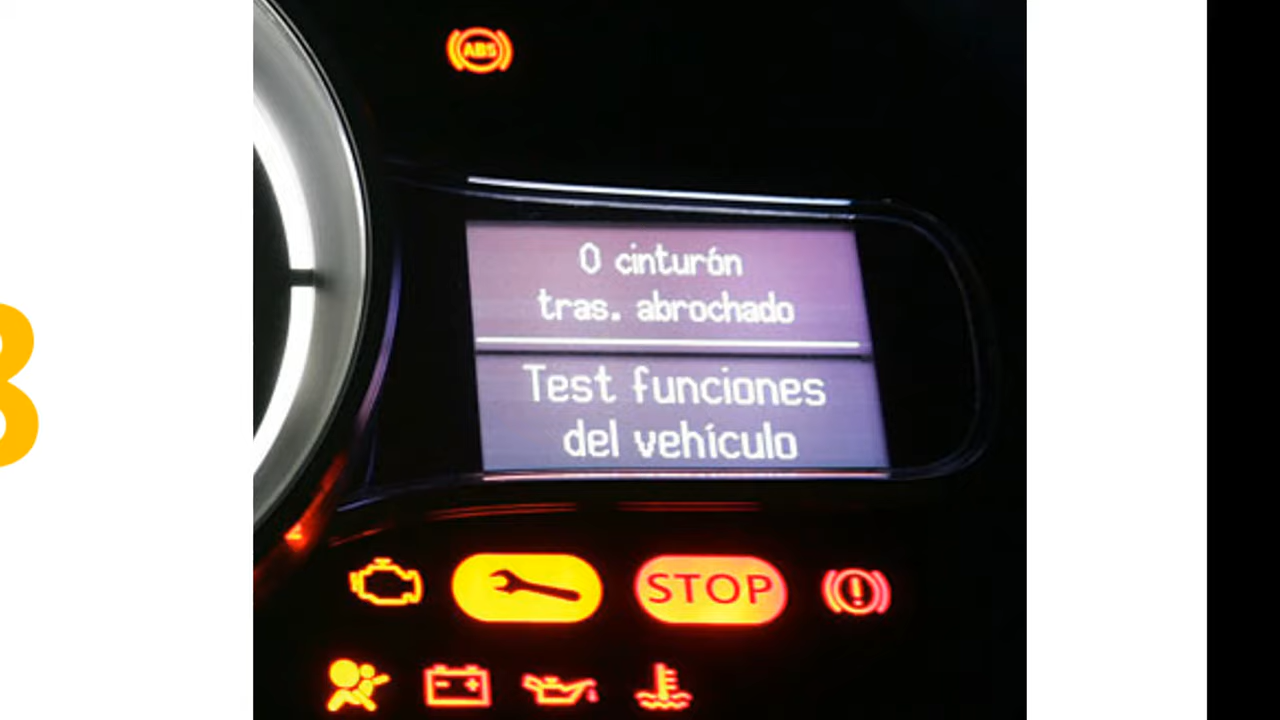 ABS
0 cinturón
tras. abrochado
Test funciones
del vehículo
STOP